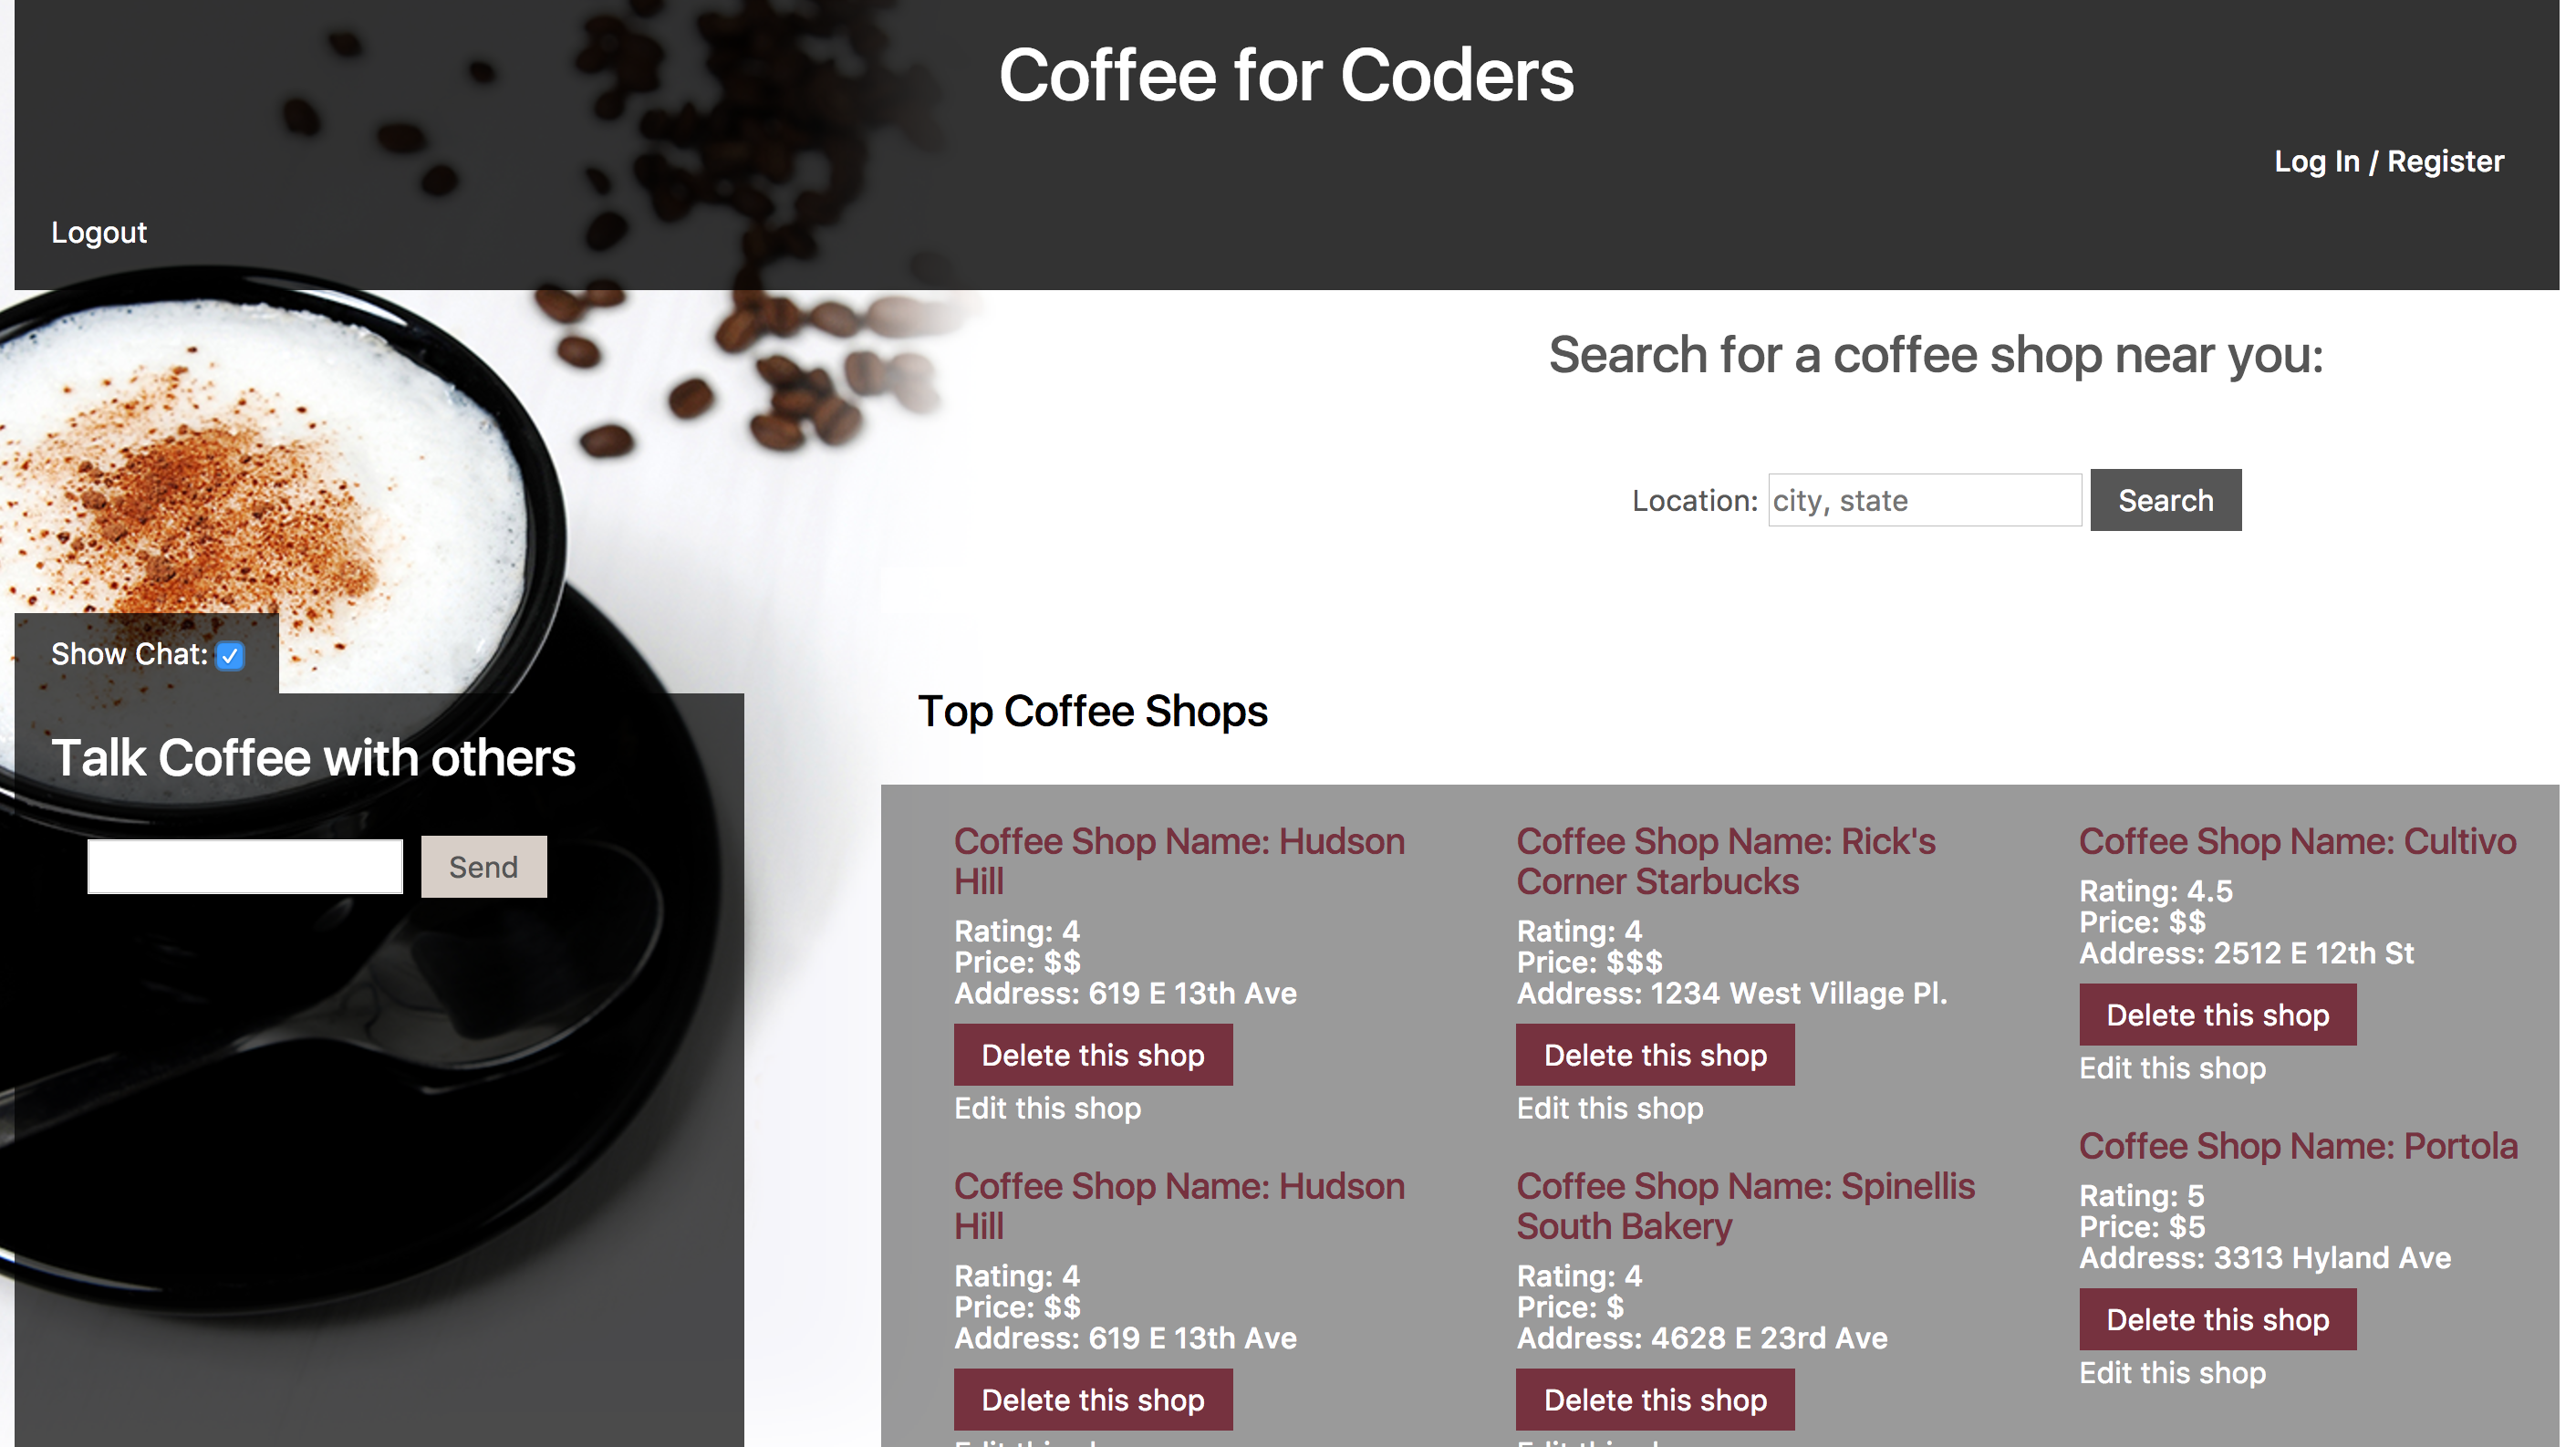 Coffee for Coders
Log In / Register
Logout
Search for a coffee shop near you:
Location: city, state Search
Show Chat:
Talk Coffee with others
Send
Top Coffee Shops
Coffee Shop Name: Hudson
Hill
Rating: 4
Price: $$
Address: 619 E 13th Ave
Delete this shop
Edit this shop
Coffee Shop Name: Hudson
Hill
Rating: 4
Price: $$
Address: 619 E 13th Ave
Delete this shop
Coffee Shop Name: Rick's
Corner Starbucks
Rating: 4
Price: $$$
Address: 1234 West Village Pl.
Delete this shop
Edit this shop
Coffee Shop Name: Spinellis
South Bakery
Rating: 4
Price: $
Address: 4628 E 23rd Ave
Delete this shop
Coffee Shop Name: Cultivo
Rating: 4.5
Price: $$
Address: 2512 E 12th St
Delete this shop
Edit this shop
Coffee Shop Name: Portola
Rating: 5
Price: $5
Address: 3313 Hyland Ave
Delete this shop
Edit this shop